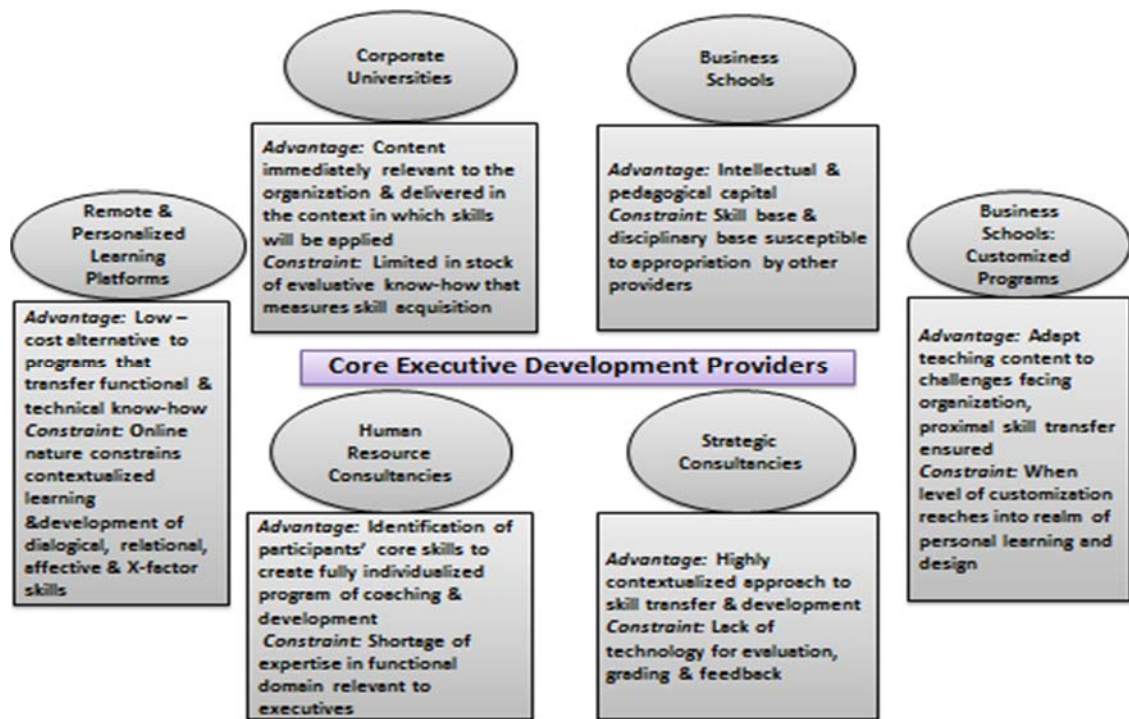 Corporate
Universities
Advantage: Content
immediately relevant to the
organization & delivered in
the context in which skills
will be applied
Constraint: Limited in stock
of evaluative know-how that
measures skill acquisition
Business
Schools
Advantage: Intellectual &
pedagogical capital
Constraint: Skill base &
disciplinary base susceptible
to appropriation by other
providers
Remote &
Personalized
Learning
Platforms
Advantage: Low –
cost alternative to
programs that
transfer functional &
technical know-how
Constraint: Online
nature constrains
contextualized
learning
&development of
dialogical, relational,
affective & X-factor
skills
Business
Schools:
Customized
Programs
Advantage: Adapt
teaching content to
challenges facing
organization,
proximal skill transfer
ensured
Constraint: When
level of customization
reaches into realm of
personal learning and
design
Core Executive Development Providers
Human
Resource
Consultancies
Advantage: Identification of
participants’ core skills to
create fully individualized
program of coaching &
development
Constraint: Shortage of
expertise in functional
domain relevant to
executives
Strategic
Consultancies
Advantage: Highly
contextualized approach to
skill transfer & development
Constraint: Lack of
technology for evaluation,
grading & feedback